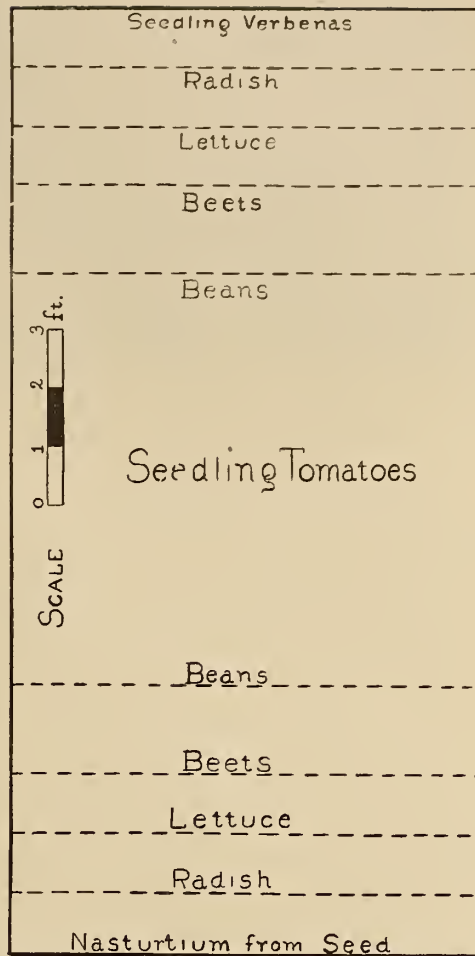 Seedling Verbenas
Radish
Lettuce
Beets
Beans
0 1 2 3 ft.
SCALE
Seedling Tomatoes
Beans
Beets
Lettuce
Radish
Nasturtium from Seed